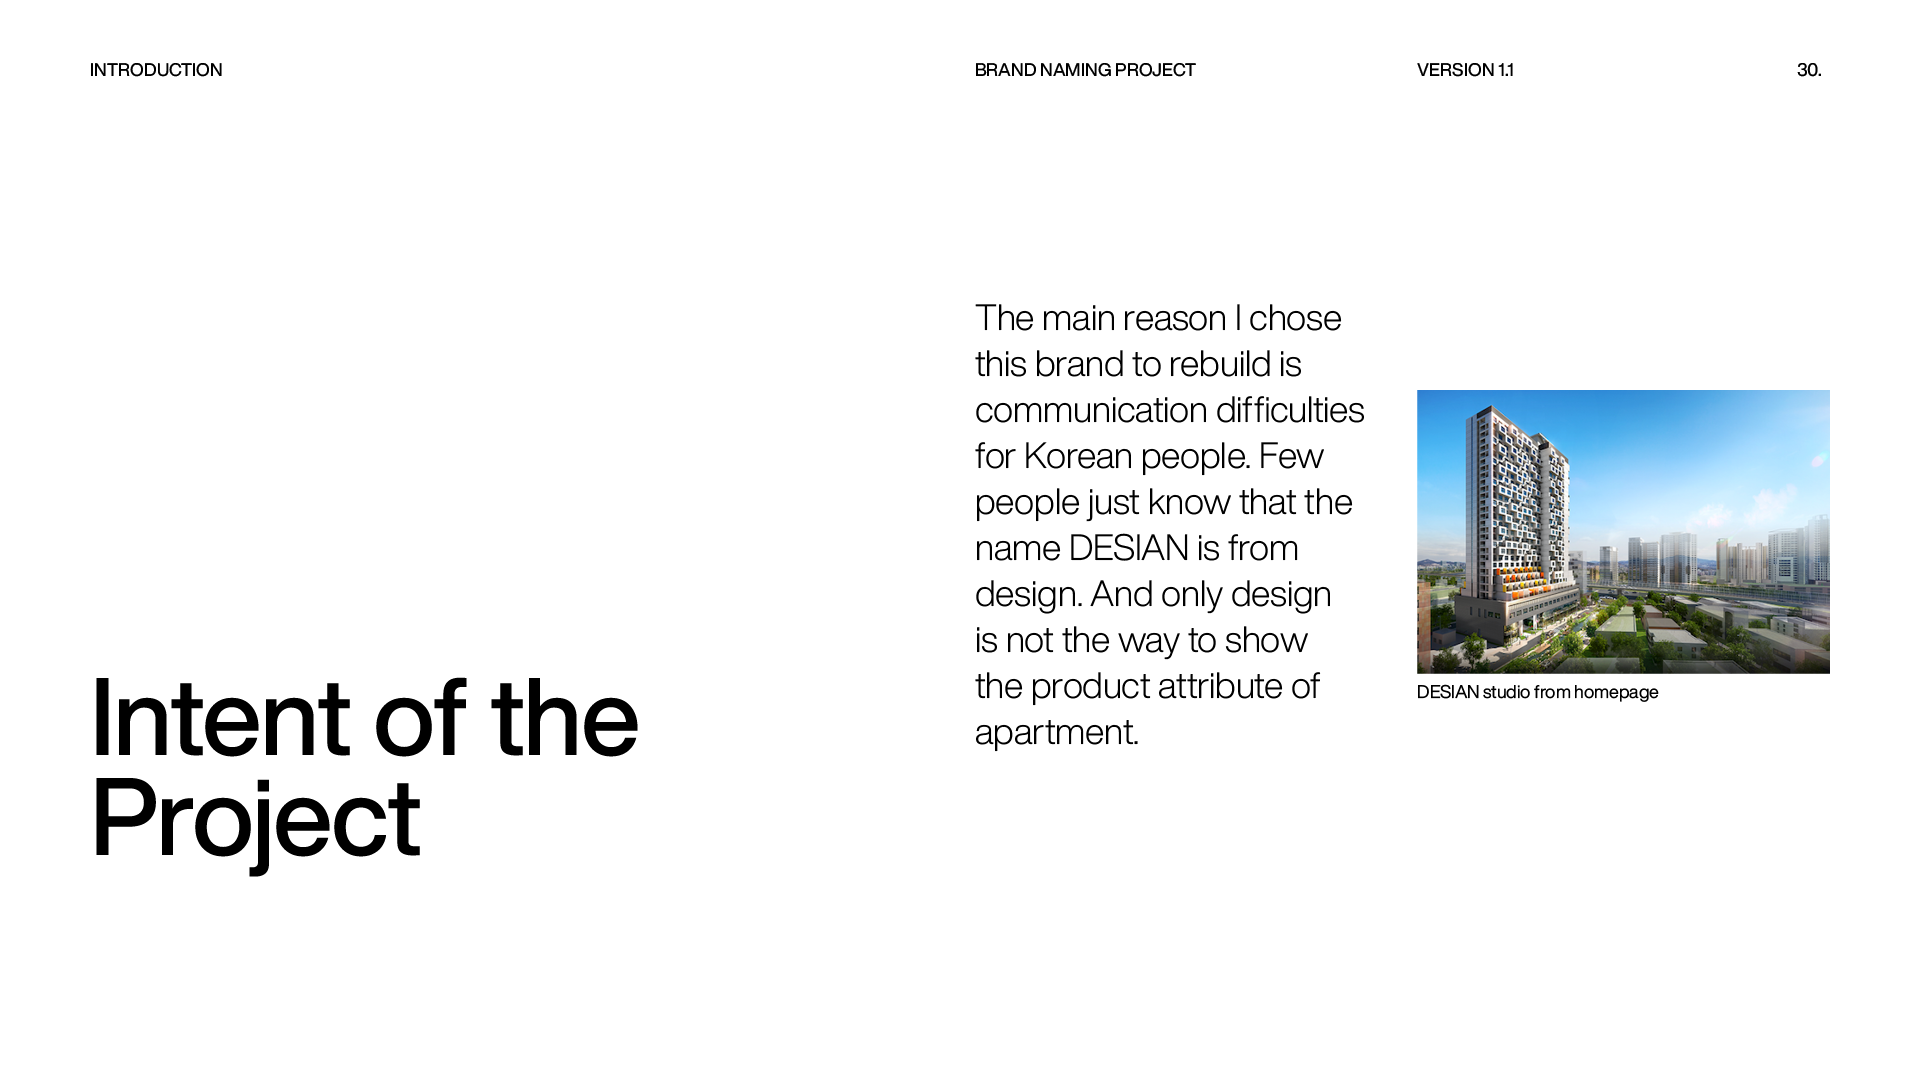 INTRODUCTION
BRAND NAMING PROJECT
VERSION 1.1
30.
Intent of the
Project
The main reason I chose
this brand to rebuild is
communication difficulties
for Korean people. Few
people just know that the
name DESIAN is from
design. And only design
is not the way to show
the product attribute of
apartment.
DESIAN studio from homepage